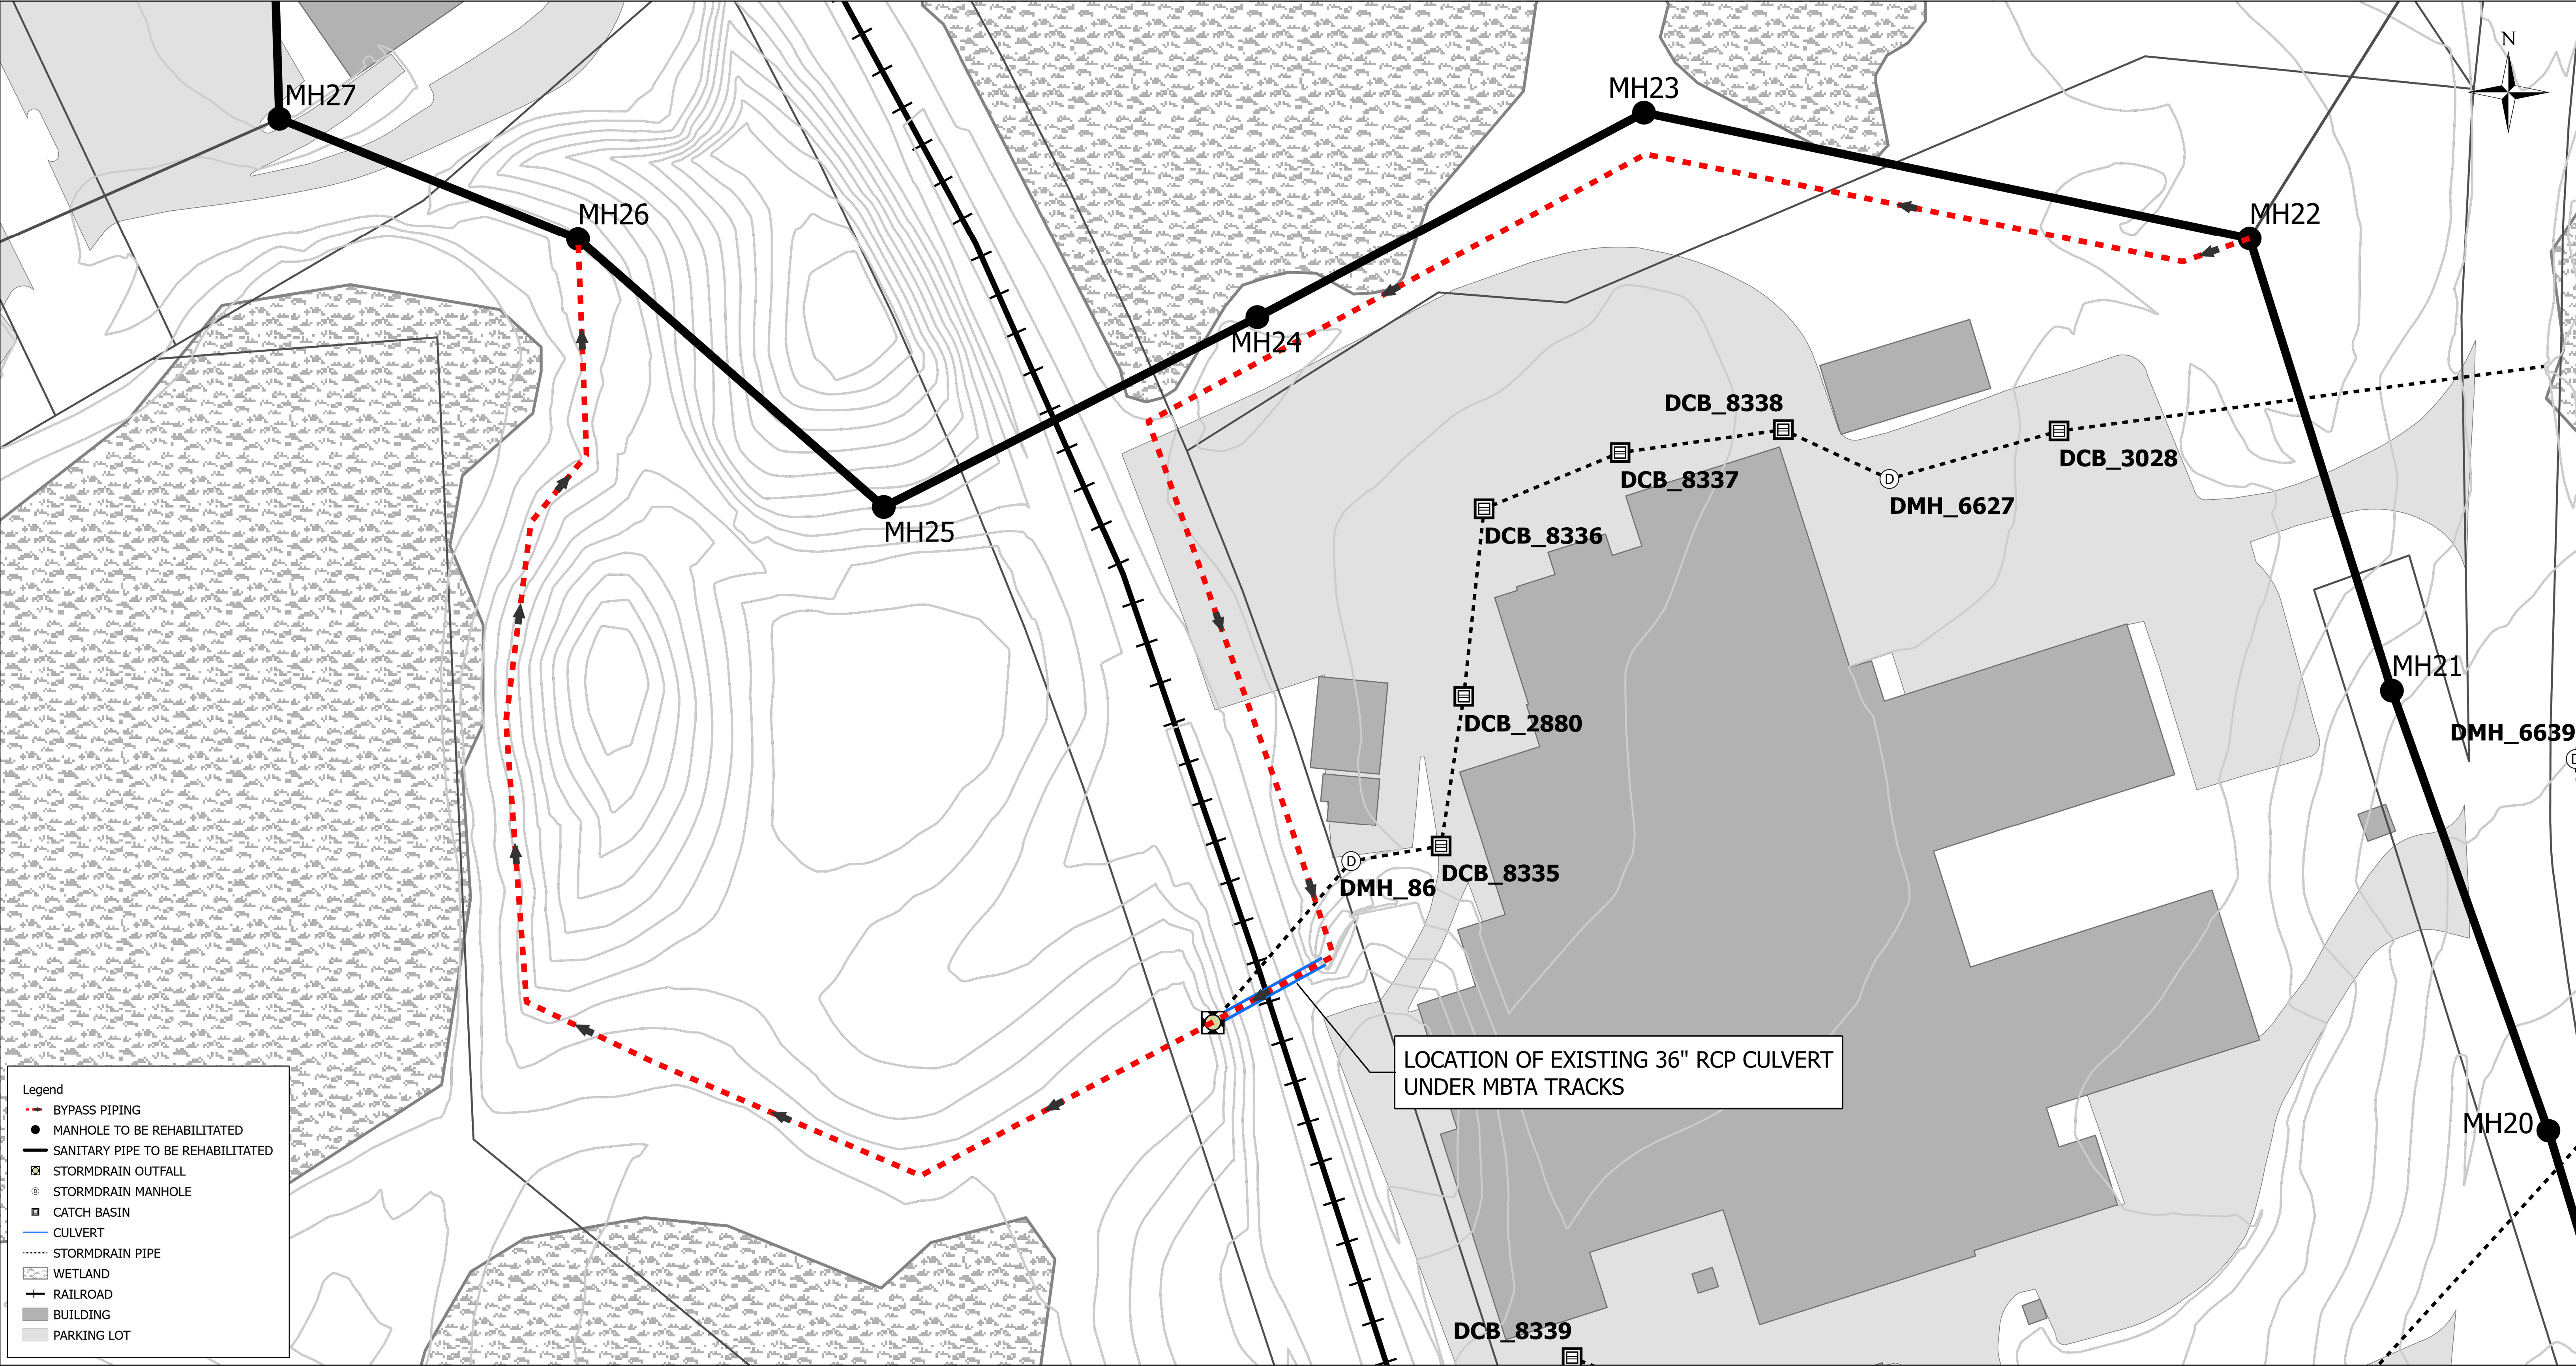 N
MH27
MH23
MH26
MH22
MH24
DCB_8338
DCB_3028
DCB_8337
DMH_6627
MH25
DCB_8336
MH21
DCB_2880
DMH_6639
D
D
D
DCB_8335
DMH_86
LOCATION OF EXISTING 36" RCP CULVERT
UNDER MBTA TRACKS
MH20
DCB_8339
Legend
BYPASS PIPING
MANHOLE TO BE REHABILITATED
SANITARY PIPE TO BE REHABILITATED
STORMDRAIN OUTFALL
D
STORMDRAIN MANHOLE
CATCH BASIN
CULVERT
STORMDRAIN PIPE
WETLAND
RAILROAD
BUILDING
PARKING LOT